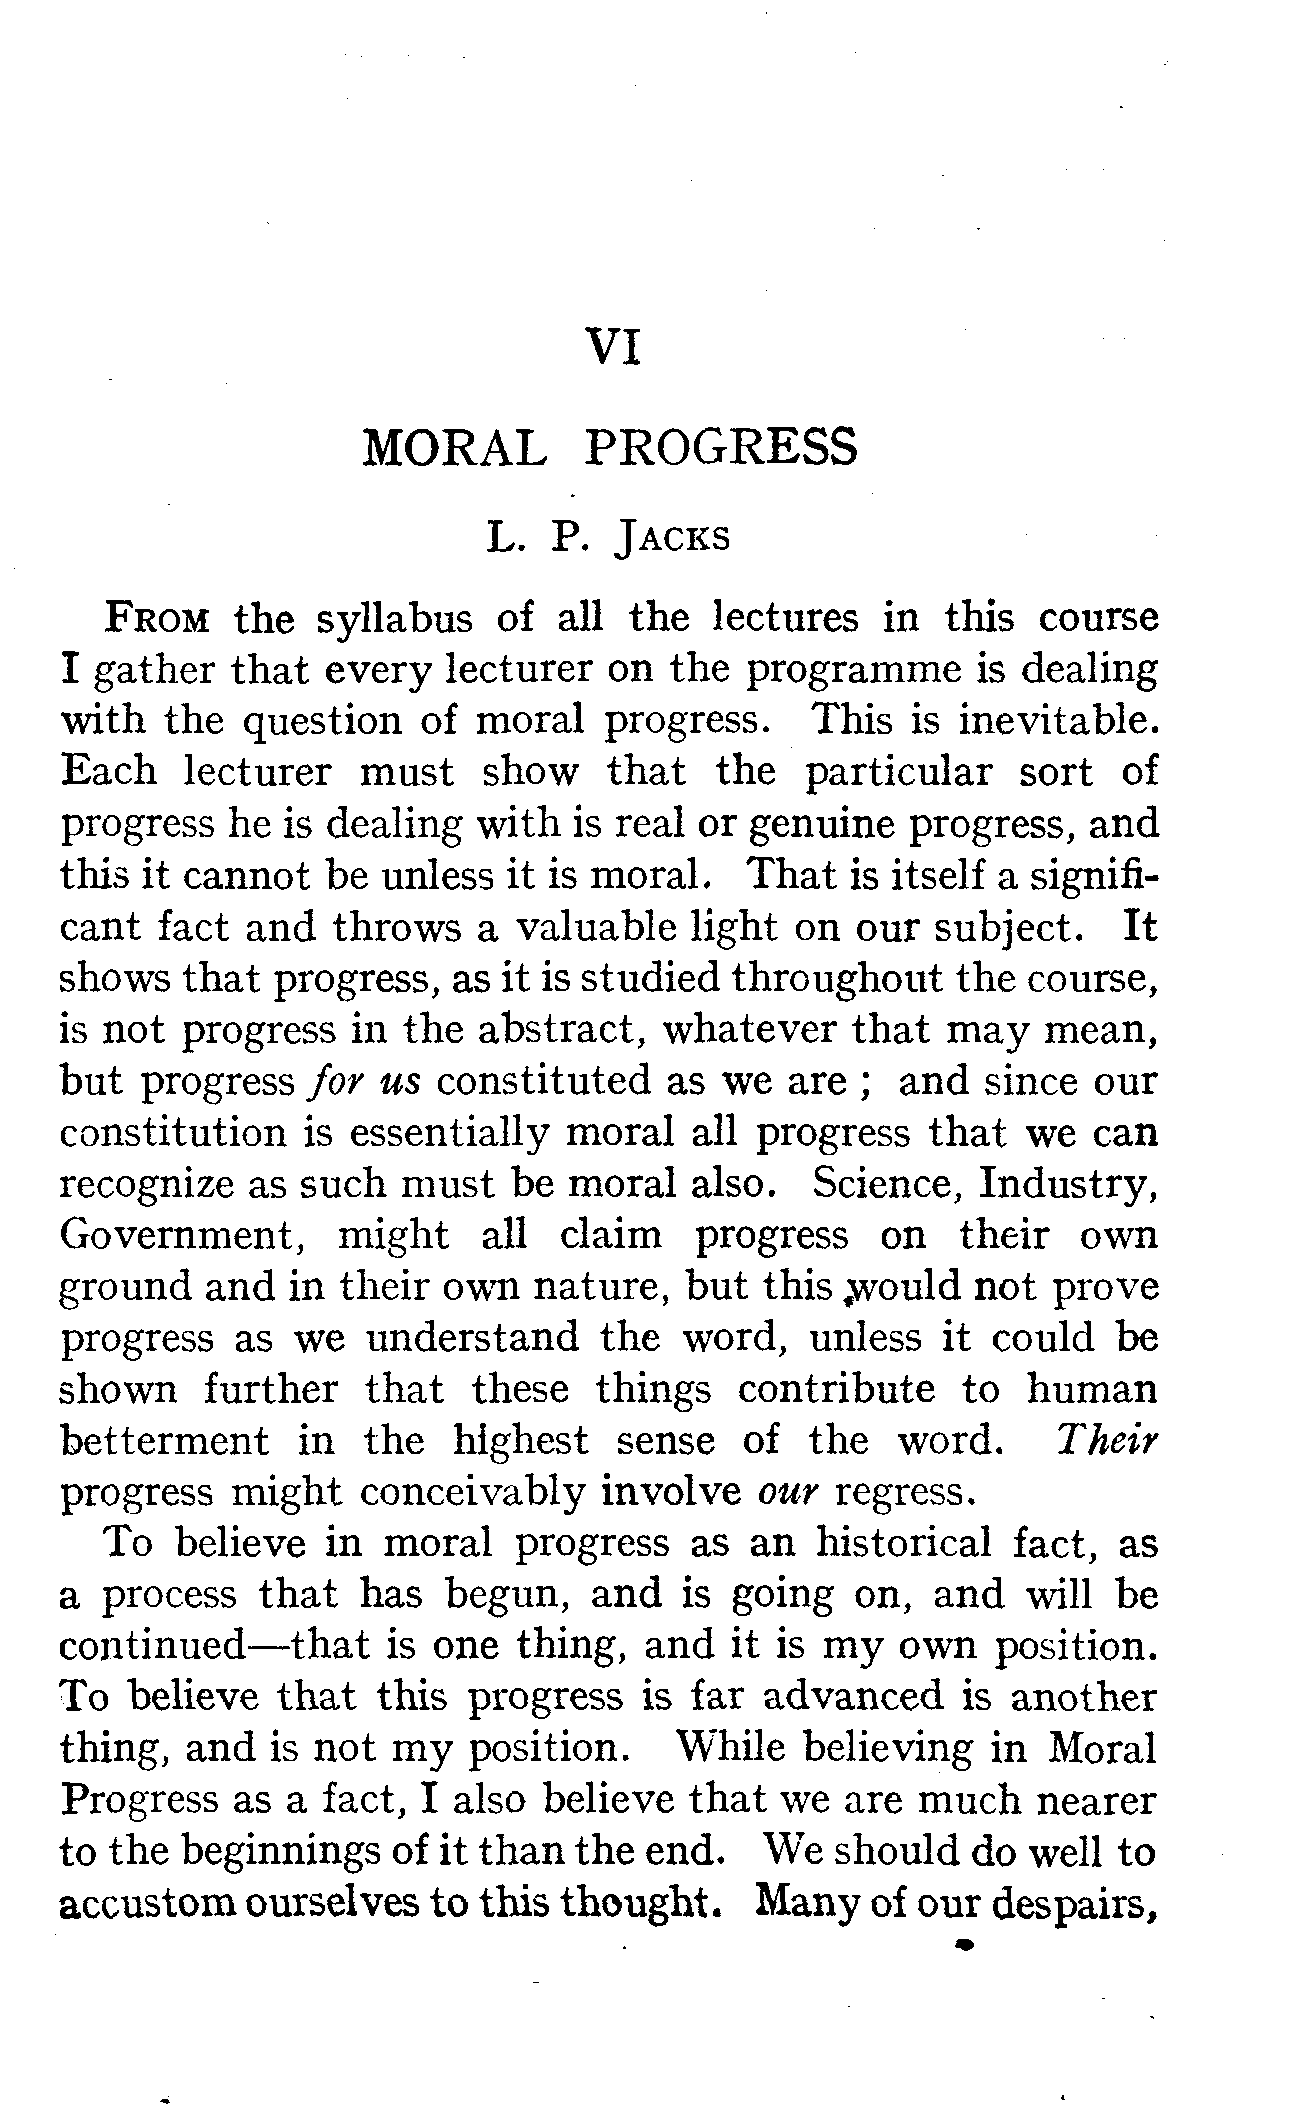 VI
MORAL PROGRESS
L. P. JACKS
FROM the syllabus of all the lectures in this course
I gather that every lecturer on the programme is dealing
with the question of moral progress. This is inevitable.
Each lecturer must show that the particular sort of
progress he is dealing with is real or genuine progress, and
this it cannot be unless it is moral. That is itself a signifi-
cant fact and throws a valuable light on our subject. It
shows that progress, as it is studied throughout the course,
is not progress in the abstract, whatever that may mean,
but progress for us constituted as we are ; and since our
constitution is essentially moral all progress that we can
recognize as such must be moral also. Science, Industry,
Government, might all claim progress on their own
ground and in their own nature, but this would not prove
progress as we understand the word, unless it could be
shown further that these things contribute to human
betterment in the highest sense of the word. Their
progress might conceivably involve our regress.
To believe in moral progress as an historical fact, as
a process that has begun, and is going on, and will be
continued—that is one thing, and it is my own position.
To believe that this progress is far advanced is another
thing, and is not my position. While believing in Moral
Progress as a fact, I also believe that we are much nearer
to the beginnings of it than the end. We should do well to
accustom ourselves to this thought. Many of our despairs,